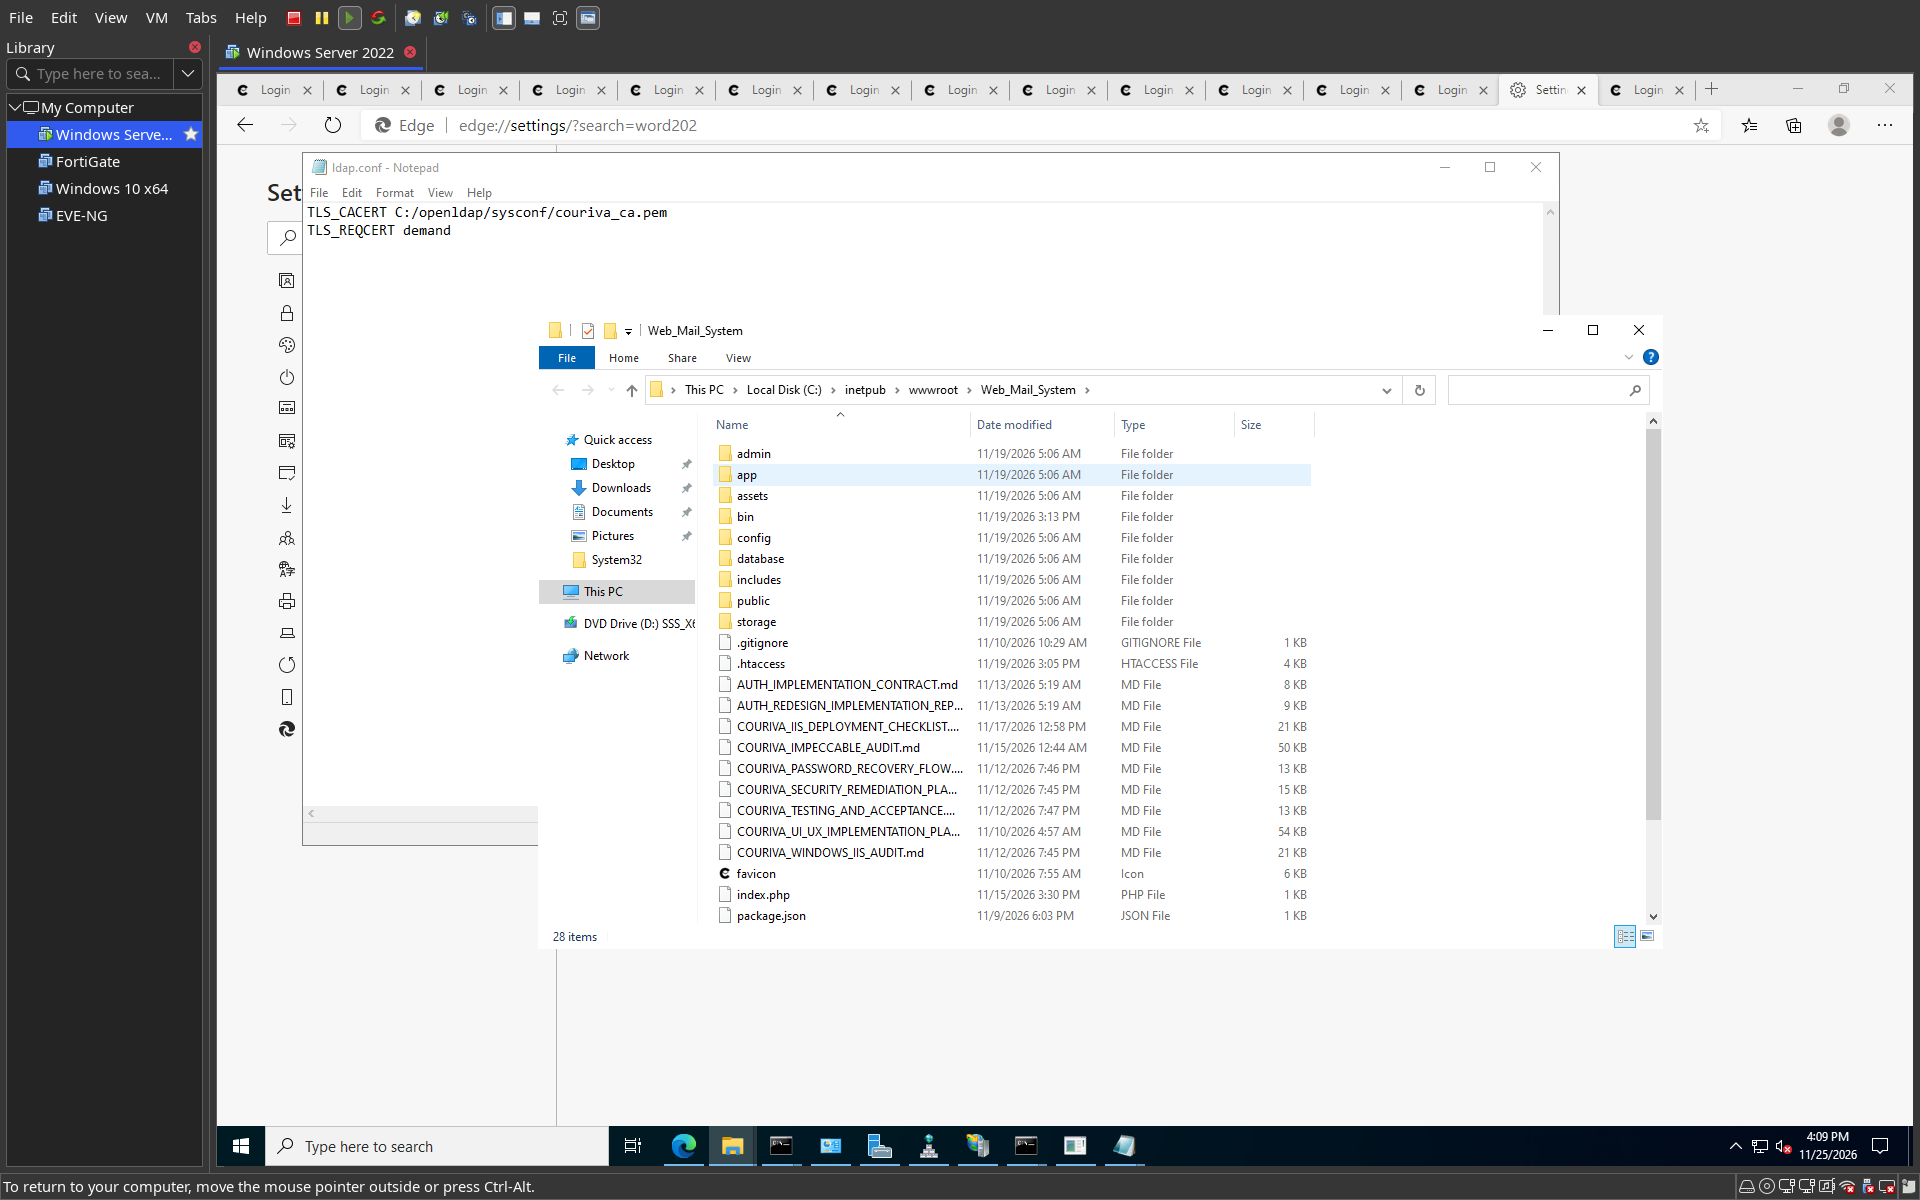 File Edit View VM Tabs Help
Library
Windows Server 2022
Type here to sea...
My Computer
Windows Serve...
FortiGate
Windows 10 x64
EVE-NG
Login Login Login Login Login Login Login Login Login Login Login Login Login Settin Login
Edge edge://settings/?search=word202
Set
ldap.conf - Notepad
File Edit Format View Help
TLS_CACERT C:/openldap/sysconf/couriva_ca.pem
TLS_REQCERT demand
Web_Mail_System
File Home Share View
This PC Local Disk (C:) inetpub wwwroot Web_Mail_System
Quick access
Desktop
Downloads
Documents
Pictures
System32
This PC
DVD Drive (D:) SSS_X6
Network
Name Date modified Type Size
admin 11/19/2026 5:06 AM File folder
app 11/19/2026 5:06 AM File folder
assets 11/19/2026 5:06 AM File folder
bin 11/19/2026 3:13 PM File folder
config 11/19/2026 5:06 AM File folder
database 11/19/2026 5:06 AM File folder
includes 11/19/2026 5:06 AM File folder
public 11/19/2026 5:06 AM File folder
storage 11/19/2026 5:06 AM File folder
.gitignore 11/10/2026 10:29 AM GITIGNORE File 1 KB
.htaccess 11/19/2026 3:05 PM HTACCESS File 4 KB
AUTH_IMPLEMENTATION_CONTRACT.md 11/13/2026 5:19 AM MD File 8 KB
AUTH_REDESIGN_IMPLEMENTATION_REP... 11/13/2026 5:19 AM MD File 9 KB
COURIVA_IIS_DEPLOYMENT_CHECKLIST.... 11/17/2026 12:58 PM MD File 21 KB
COURIVA_IMPECCABLE_AUDIT.md 11/15/2026 12:44 AM MD File 50 KB
COURIVA_PASSWORD_RECOVERY_FLOW.... 11/12/2026 7:46 PM MD File 13 KB
COURIVA_SECURITY_REMEDIATION_PLA... 11/12/2026 7:45 PM MD File 15 KB
COURIVA_TESTING_AND_ACCEPTANCE.... 11/12/2026 7:47 PM MD File 13 KB
COURIVA_UI_UX_IMPLEMENTATION_PLA... 11/10/2026 4:57 AM MD File 54 KB
COURIVA_WINDOWS_IIS_AUDIT.md 11/12/2026 7:45 PM MD File 21 KB
favicon 11/10/2026 7:55 AM Icon 6 KB
index.php 11/15/2026 3:30 PM PHP File 1 KB
package.json 11/9/2026 6:03 PM JSON File 1 KB
28 items
Type here to search
4:09 PM
11/25/2026
To return to your computer, move the mouse pointer outside or press Ctrl-Alt.